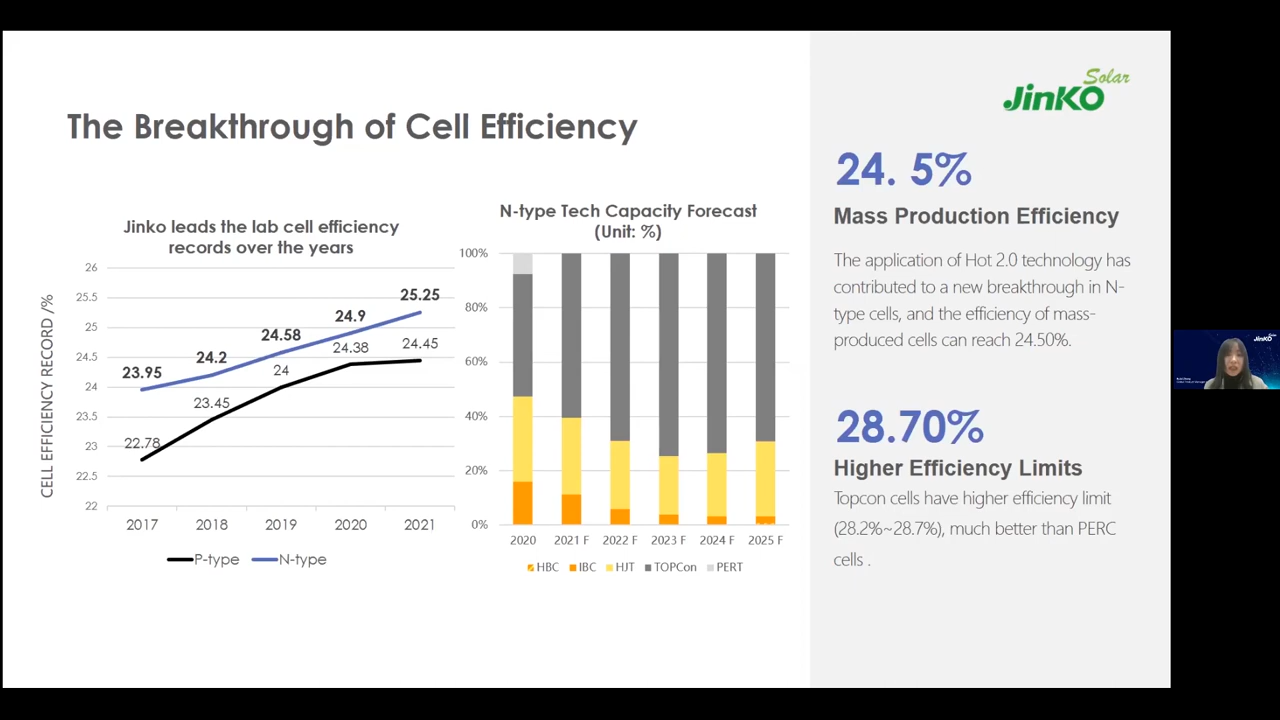 The Breakthrough of Cell Efficiency
Jinko leads the lab cell efficiency
records over the years
CELL EFFICIENCY RECORD /%
26
25.5
25
24.5
24
23.5
23
22.5
22
23.95
24.2
24.58
24.9
25.25
22.78
23.45
24
24.38
24.45
2017 2018 2019 2020 2021
P-type N-type
N-type Tech Capacity Forecast
(Unit: %)
100%
80%
60%
40%
20%
0%
2020 2021 F 2022 F 2023 F 2024 F 2025 F
HBC IBC HJT TOPCon PERT
Solar
JinKO
24. 5%
Mass Production Efficiency
The application of Hot 2.0 technology has
contributed to a new breakthrough in N-
type cells, and the efficiency of mass-
produced cells can reach 24.50%.
28.70%
Higher Efficiency Limits
Topcon cells have higher efficiency limit
(28.2%~28.7%), much better than PERC
cells .
JinKO